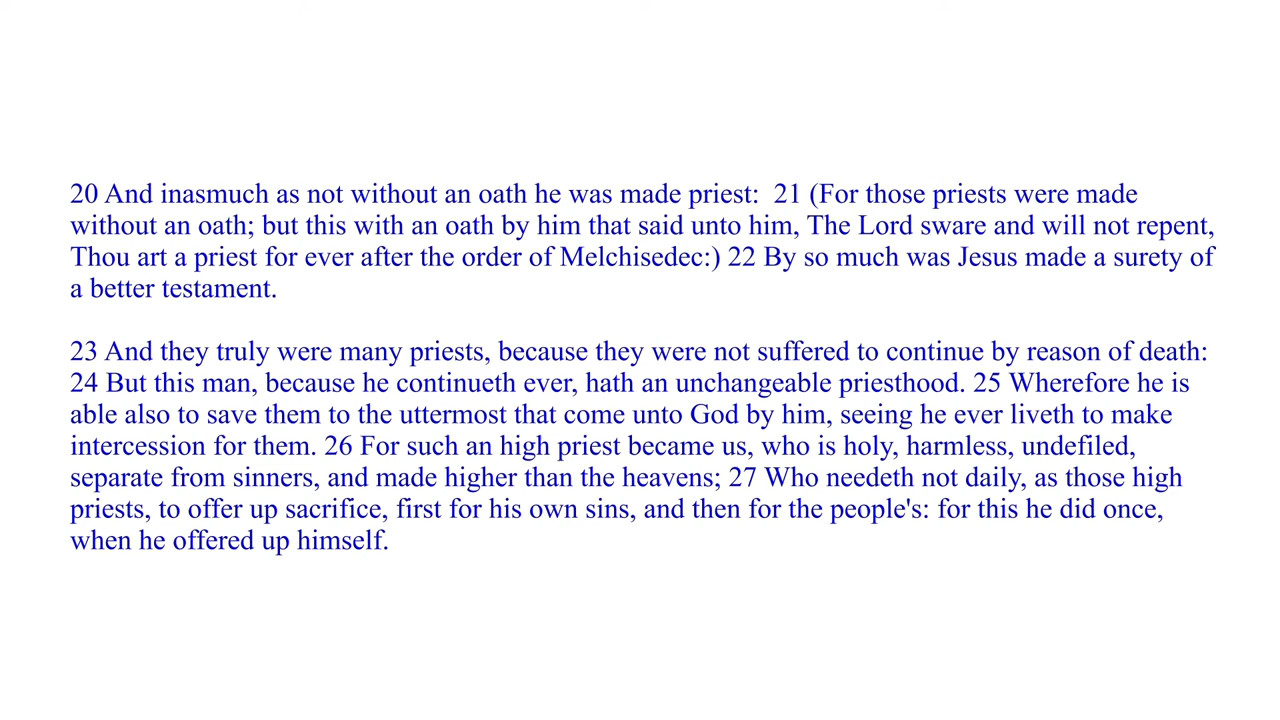 20 And inasmuch as not without an oath he was made priest:  21 (For those priests were made
without an oath; but this with an oath by him that said unto him, The Lord sware and will not repent,
Thou art a priest for ever after the order of Melchisedec:) 22 By so much was Jesus made a surety of
a better testament.

23 And they truly were many priests, because they were not suffered to continue by reason of death:
24 But this man, because he continueth ever, hath an unchangeable priesthood. 25 Wherefore he is
able also to save them to the uttermost that come unto God by him, seeing he ever liveth to make
intercession for them. 26 For such an high priest became us, who is holy, harmless, undefiled,
separate from sinners, and made higher than the heavens; 27 Who needeth not daily, as those high
priests, to offer up sacrifice, first for his own sins, and then for the people's: for this he did once,
when he offered up himself.